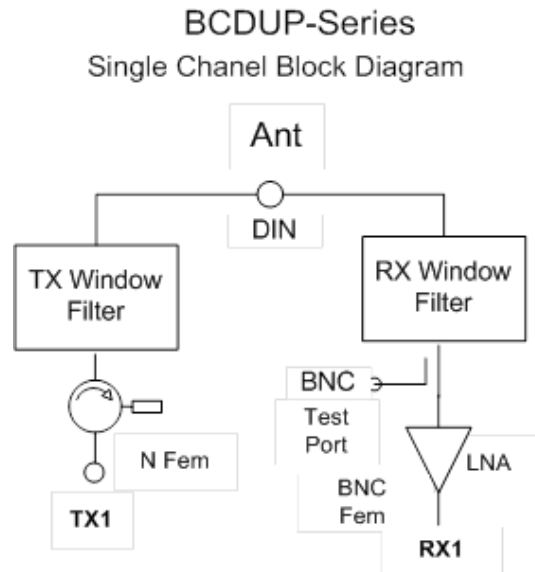 BCDUP-Series
Single Chanel Block Diagram
Ant
DIN
TX Window
Filter
RX Window
Filter
BNC
Test
Port
N Fem
LNA
BNC
Fem
TX1
RX1